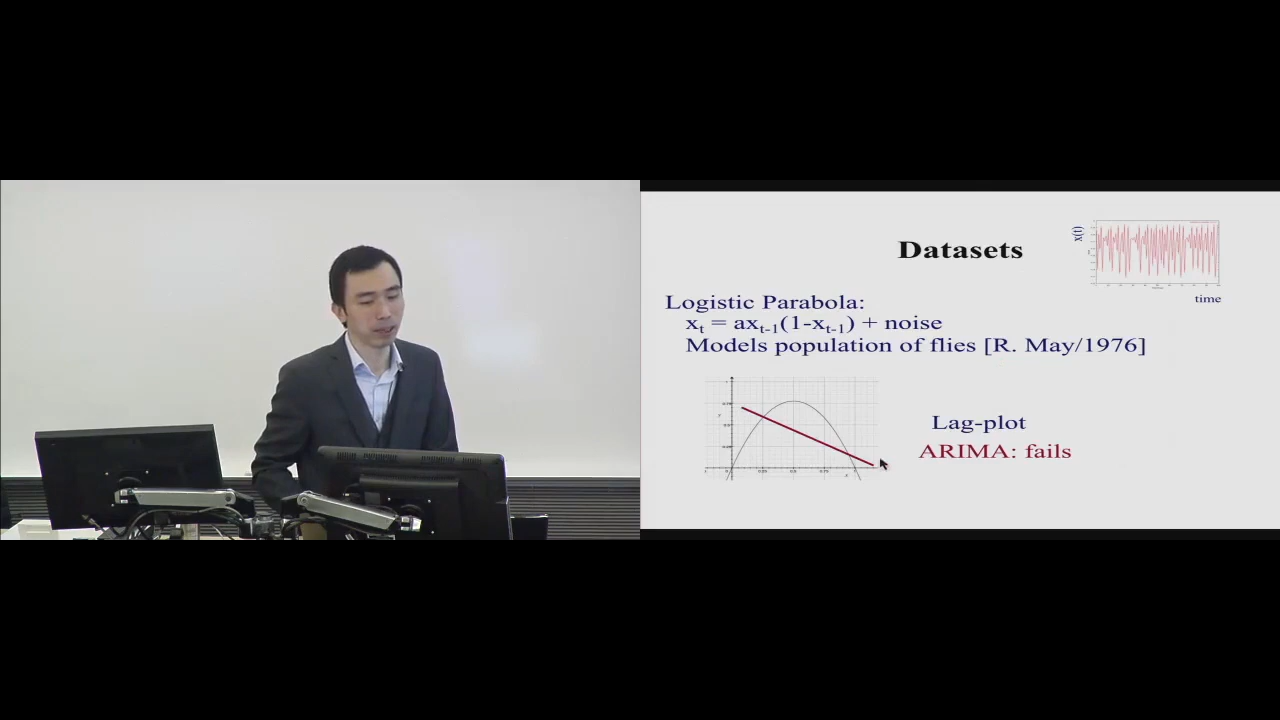 Datasets
x(t)
time
Logistic Parabola:
xₜ = axₜ₋₁(1-xₜ₋₁) + noise
Models population of flies [R. May/1976]
Lag-plot
ARIMA: fails